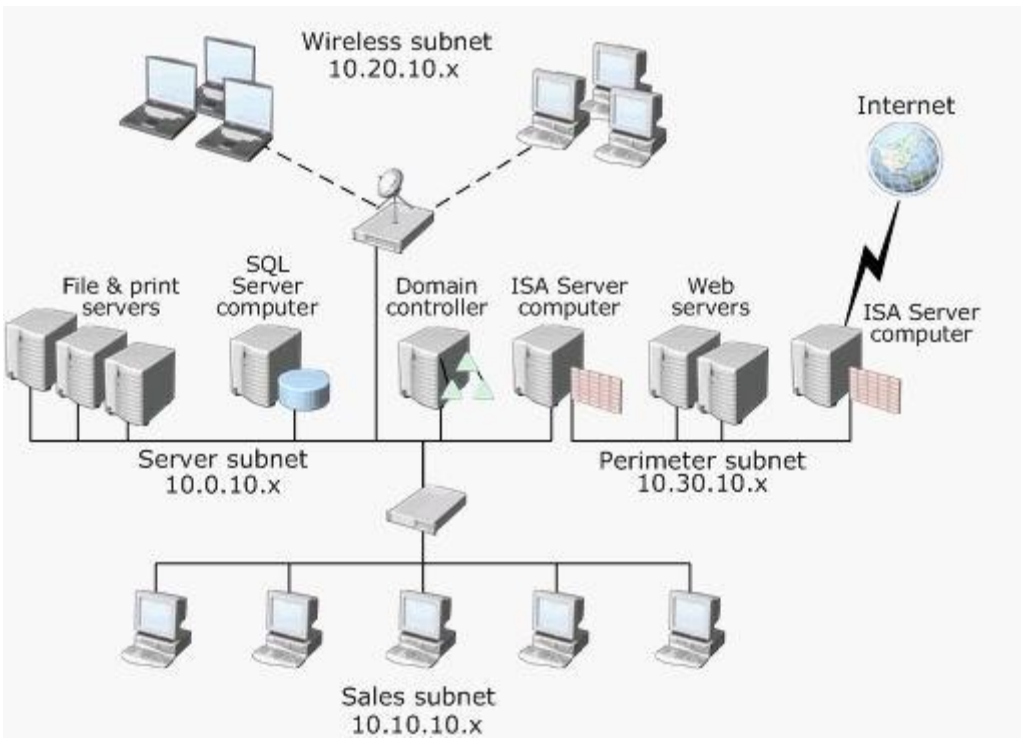 Wireless subnet
10.20.10.x
Internet
File & print
servers
SQL
Server
computer
Domain
controller
ISA Server
computer
Web
servers
ISA Server
computer
Server subnet
10.0.10.x
Perimeter subnet
10.30.10.x
Sales subnet
10.10.10.x